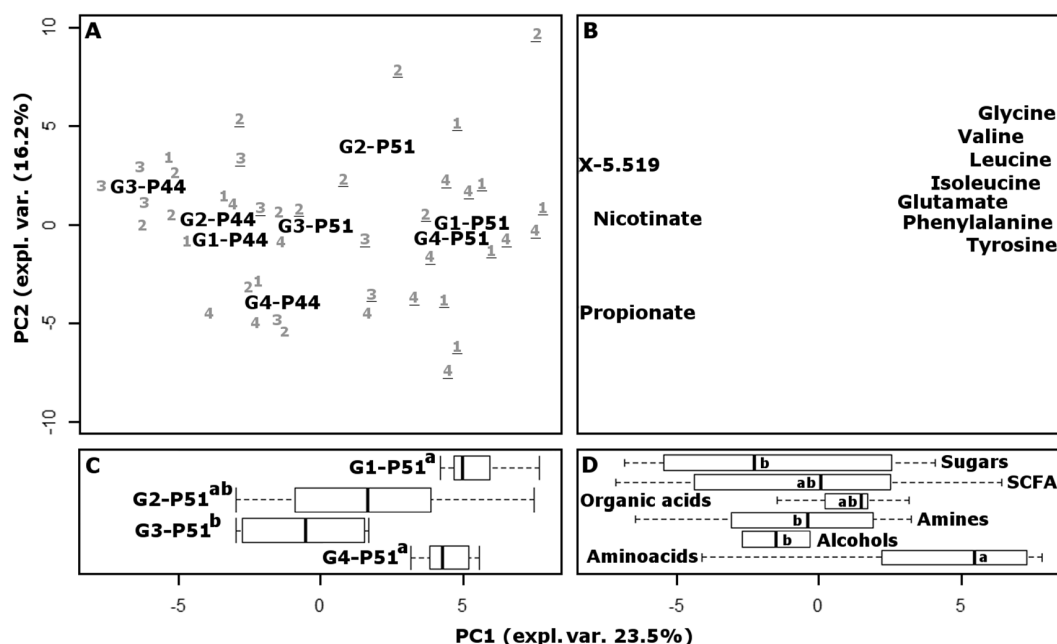 A
B
PC2 (expl. var. (16.2%)
10
5
0
-5
-10
2
2
1
2
3
G2-P51
1
3
2
3
G3-P44
3
2
4
4
1
1
4
2
G2-P44
3
2
2
G3-P51
2
1
G1-P51
2
1
G1-P44
4
3
G4-P51
4
4
4
1
2
2
G4-P44
3
4
1
4
4
3
2
4
1
4
Glycine
Valine
X-5.519
Leucine
Isoleucine
Glutamate
Nicotinate
Phenylalanine
Tyrosine
Propionate
C
G1-P51a
G2-P51ab
G3-P51b
G4-P51a
D
b
Sugars
ab
SCFA
Organic acids
ab
b
Amines
b
Alcohols
Aminoacids
a
-5
0
5
-5
0
5
PC1 (expl. var. 23.5%)